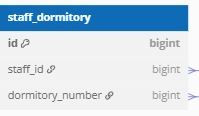 staff_dormitory
id bigint
staff_id bigint
dormitory_number bigint